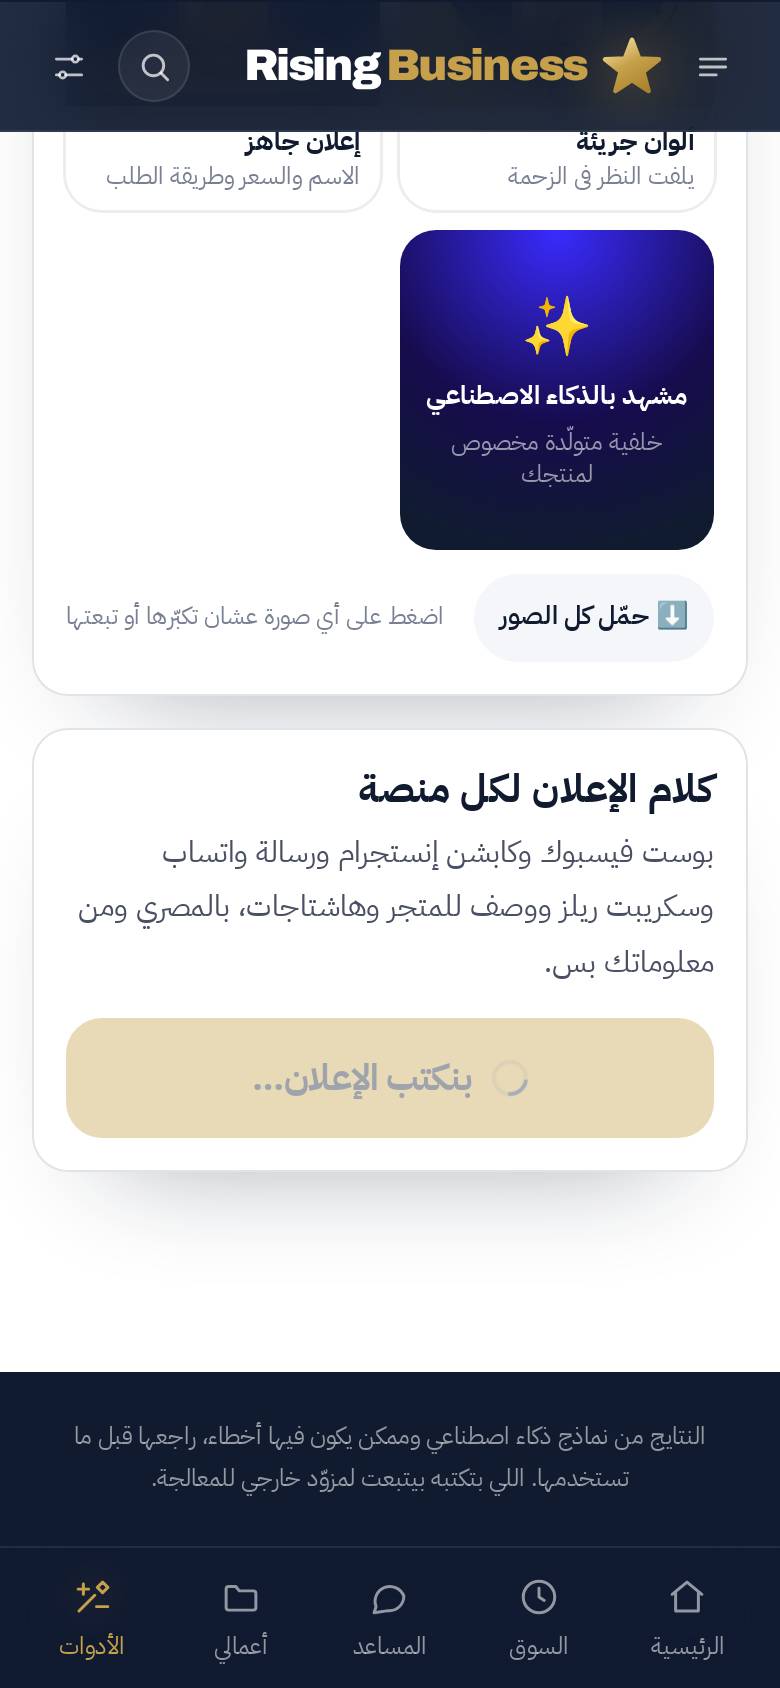 Rising Business
ألوان جريئة
يلفت النظر في الزحمة
إعلان جاهز
الاسم والسعر وطريقة الطلب
مشهد بالذكاء الاصطناعي
خلفية متولّدة مخصوص
لمنتجك
حمّل كل الصور
اضغط على أي صورة عشان تكبّرها أو تبعتها
كلام الإعلان لكل منصة
بوست فيسبوك وكابشن إنستجرام ورسالة واتساب
وسكريبت ريلز ووصف للمتجر وهاشتاجات، بالمصري ومن
معلوماتك بس.
بنكتب الإعلان...
النتايج من نماذج ذكاء اصطناعي وممكن يكون فيها أخطاء، راجعها قبل ما
تستخدمها. اللي بتكتبه بيتبعت لمزوّد خارجي للمعالجة.
الرئيسية
السوق
المساعد
أعمالي
الأدوات